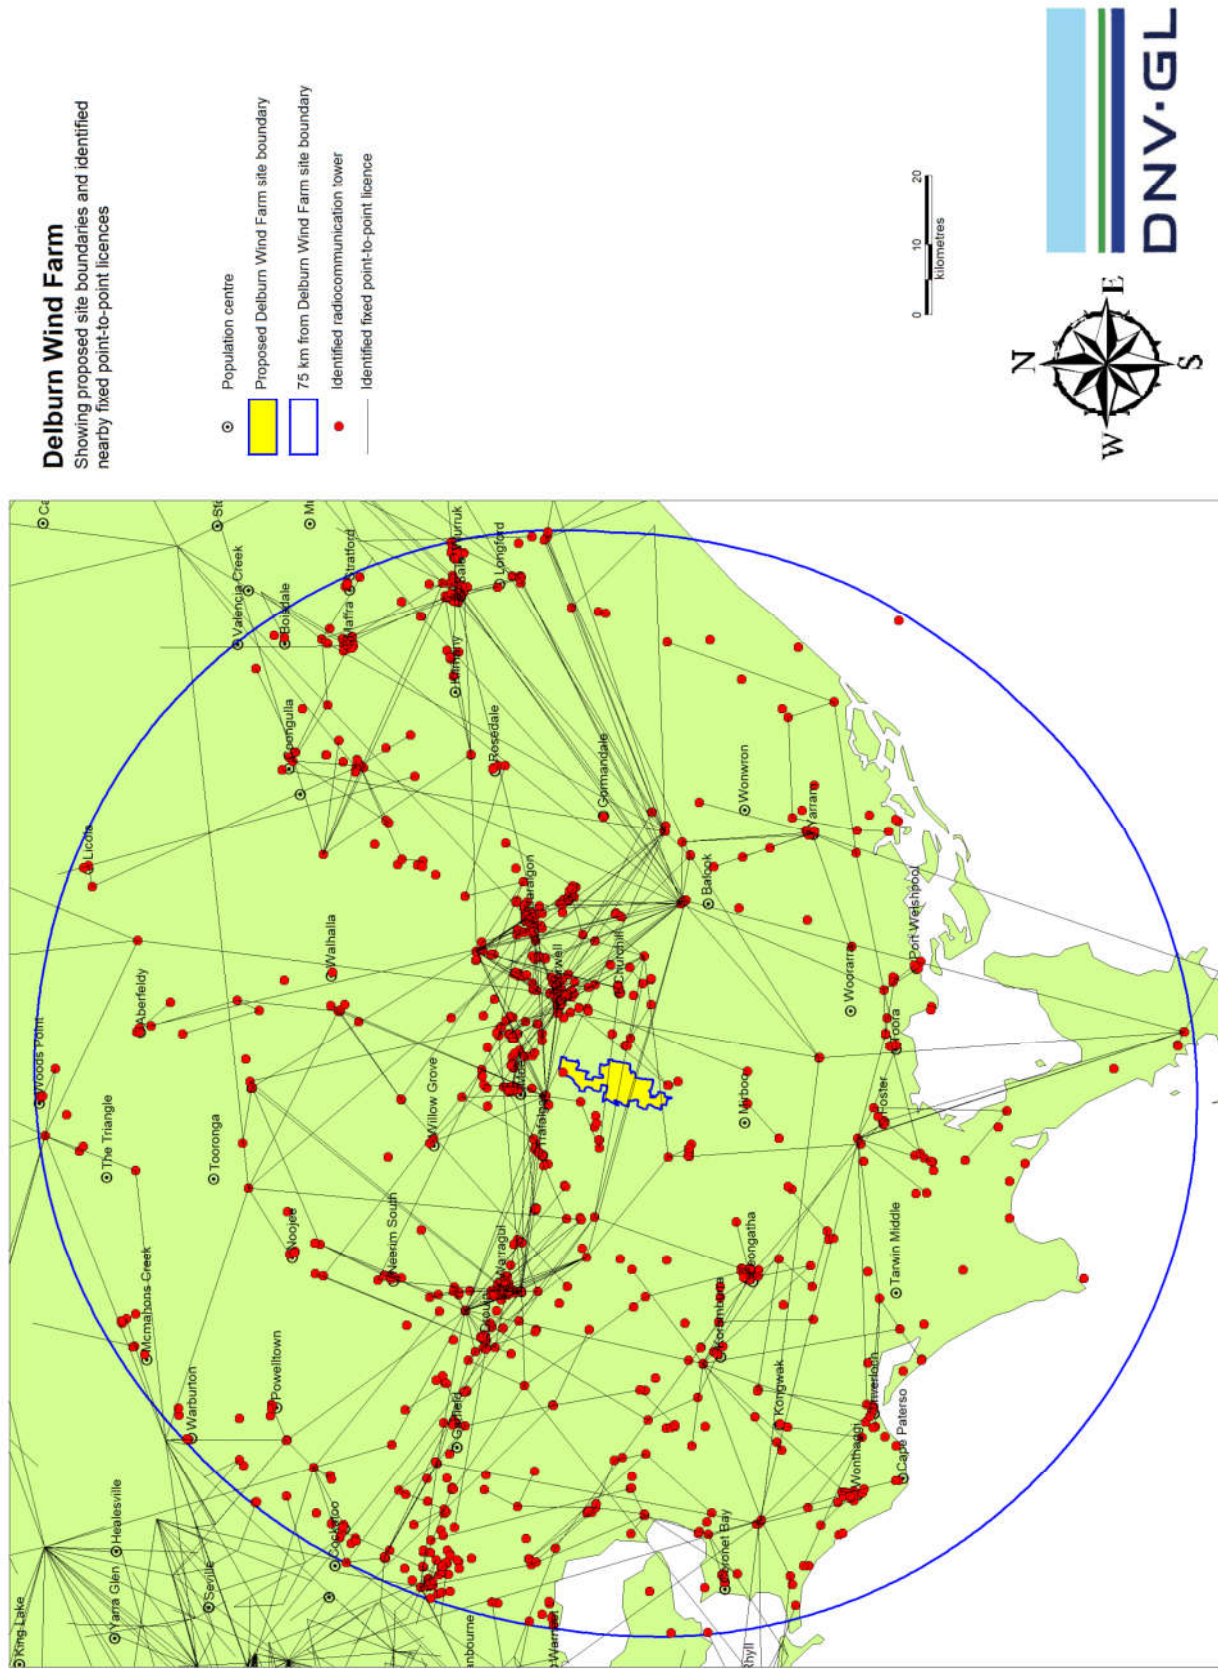 Delburn Wind Farm
Showing proposed site boundaries and identified
nearby fixed point-to-point licences
Population centre
Proposed Delburn Wind Farm site boundary
75 km from Delburn Wind Farm site boundary
Identified radiocommunication tower
Identified fixed point-to-point licence
0 10 20
kilometres
N
W E
S
DNV·GL
King Lake
Yarra Glen
Healesville
Seville
Warburton
Mcmahons Creek
The Triangle
Woods Point
Aberfeldy
Licola
Tooronga
Powelltown
Noojee
Neerim South
Willow Grove
Walhalla
Valencia Creek
Boisdale
Maffra
Stratford
Cockatoo
Garfield
Drouin
Warragul
Trafalgar
Moe
Churchill
Rosedale
Kilmany
Longford
Gormandale
Balook
Wonwron
Yarram
Woorarra
Port Welshpool
Toora
Foster
Mirboo
Leongatha
Korumburra
Kongwak
Tarwin Middle
Inverloch
Wonthaggi
Cape Paterso
Coronet Bay
Rhyll
anbourne